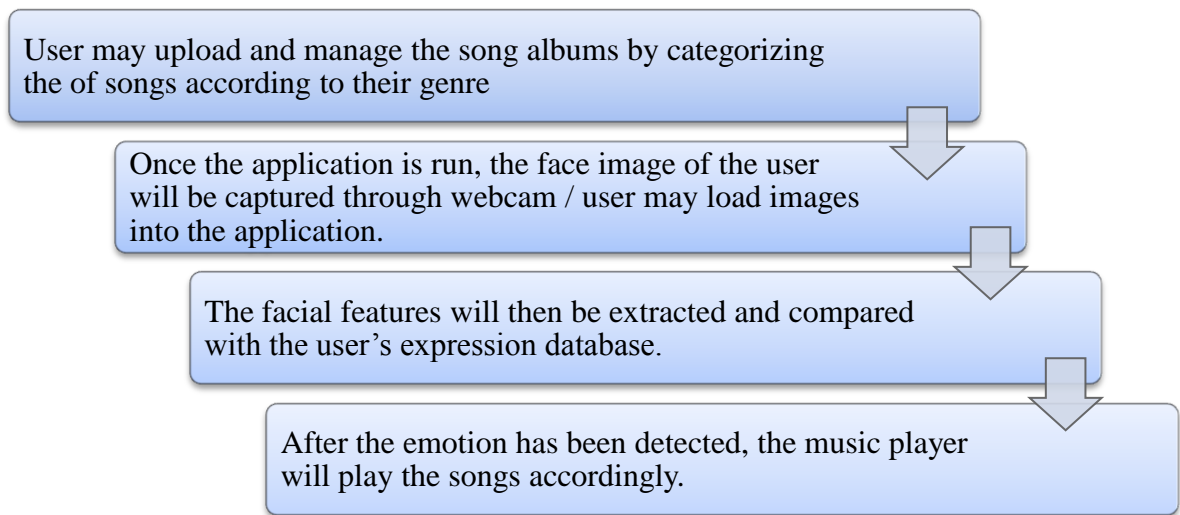 User may upload and manage the song albums by categorizing
the of songs according to their genre
Once the application is run, the face image of the user
will be captured through webcam / user may load images
into the application.
The facial features will then be extracted and compared
with the user’s expression database.
After the emotion has been detected, the music player
will play the songs accordingly.